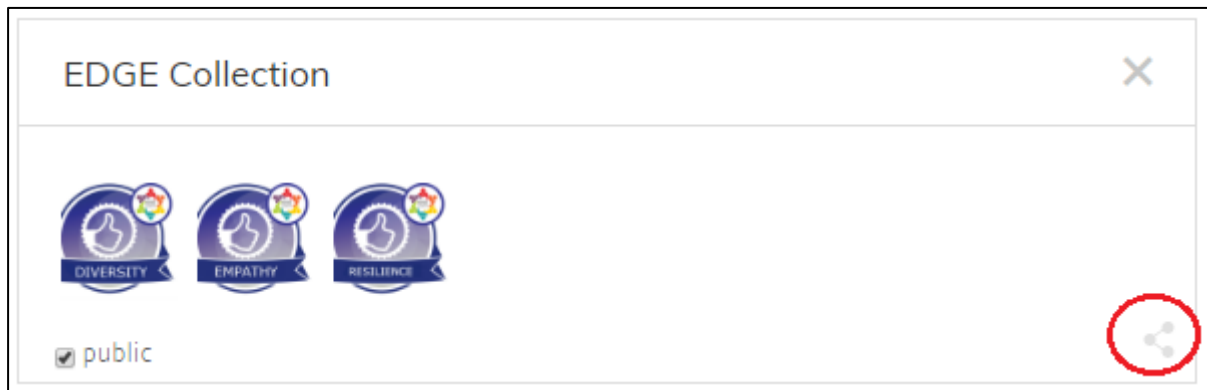 EDGE Collection
DIVERSITY
EMPATHY
RESILIENCE
public